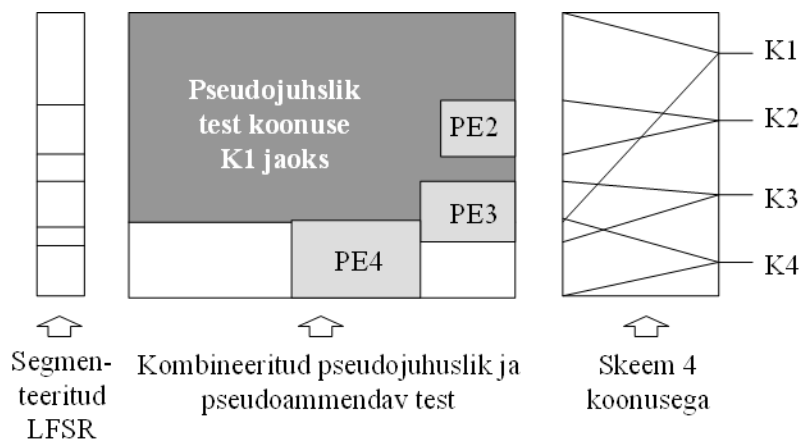 Pseudojuhslik
test koonuse
K1 jaoks
PE2
PE3
PE4
K1
K2
K3
K4
Segmen-
teeritud
LFSR
Kombineeritud pseudojuhuslik ja
pseudoammendav test
Skeem 4
koonusega